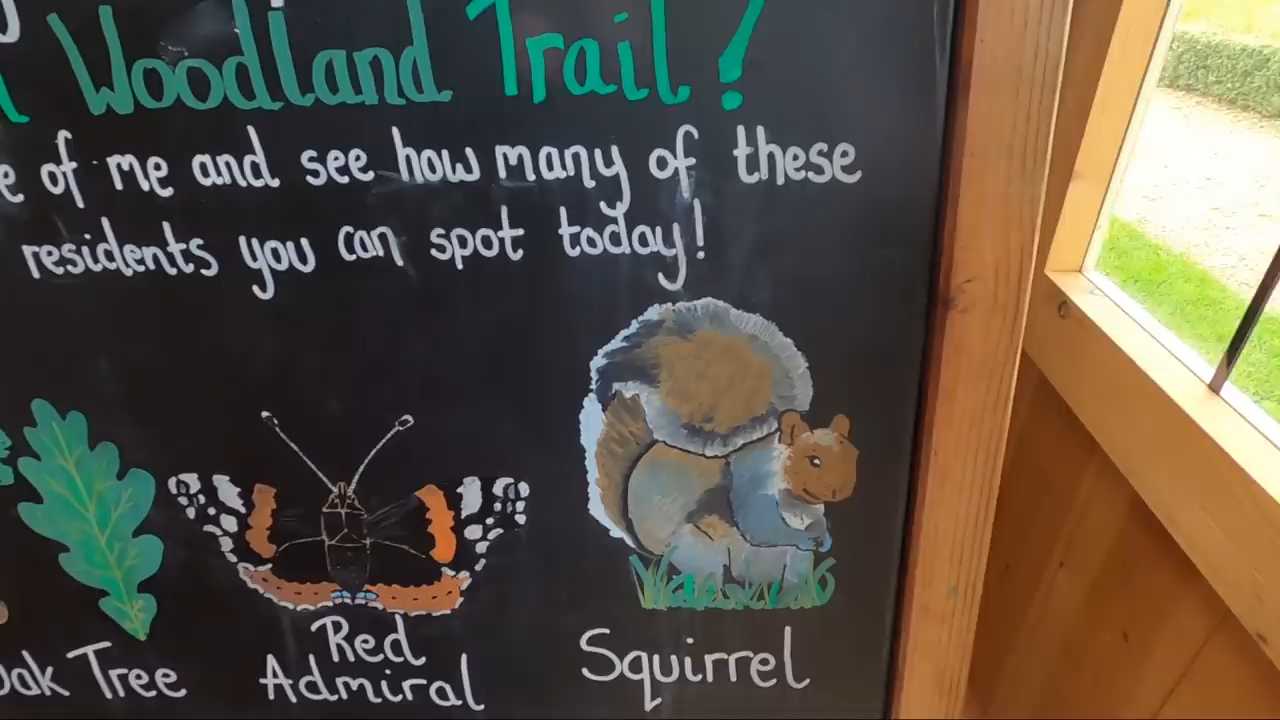 Woodland Trail!
of me and see how many of these
residents you can spot today!
Oak Tree
Red
Admiral
Squirrel